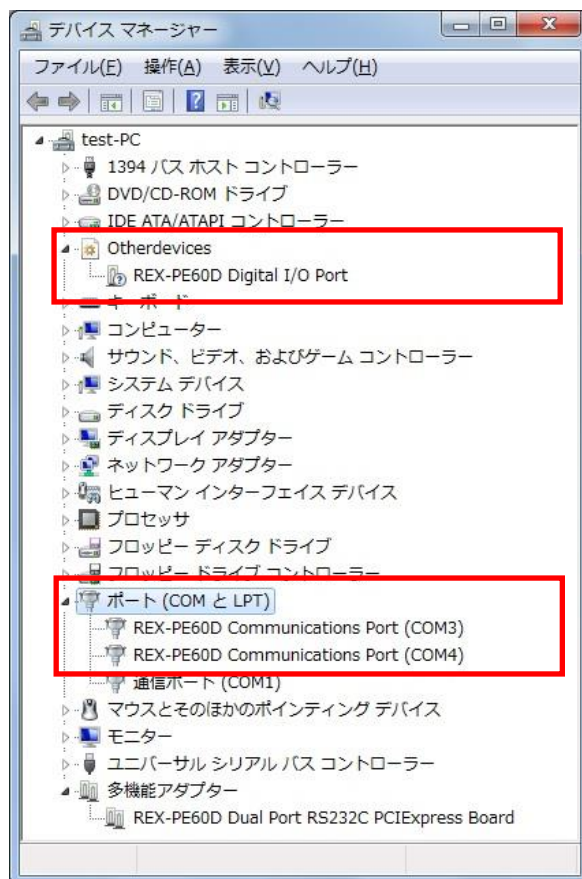 デバイス マネージャー
ファイル(F) 操作(A) 表示(V) ヘルプ(H)
test-PC
1394 バス ホスト コントローラー
DVD/CD-ROM ドライブ
IDE ATA/ATAPI コントローラー
Otherdevices
REX-PE60D Digital I/O Port
キーボード
コンピューター
サウンド、ビデオ、およびゲーム コントローラー
システム デバイス
ディスク ドライブ
ディスプレイ アダプター
ネットワーク アダプター
ヒューマン インターフェイス デバイス
プロセッサ
フロッピー ディスク ドライブ
フロッピー ドライブ コントローラー
ポート (COM と LPT)
REX-PE60D Communications Port (COM3)
REX-PE60D Communications Port (COM4)
通信ポート (COM1)
マウスとそのほかのポインティング デバイス
モニター
ユニバーサル シリアル バス コントローラー
多機能アダプター
REX-PE60D Dual Port RS232C PCIExpress Board